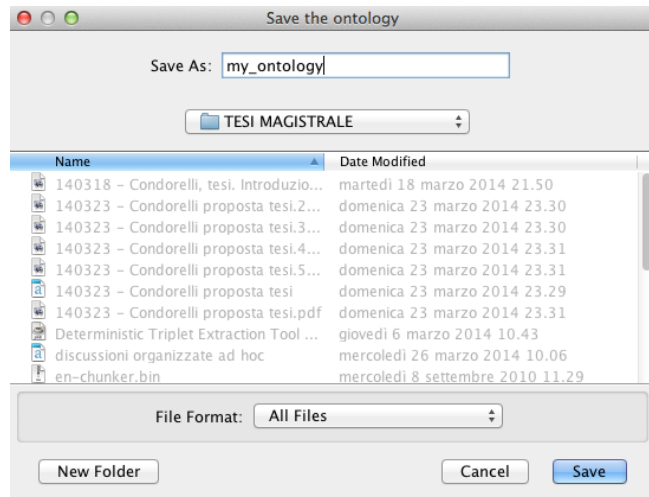 Save the ontology
Save As: my_ontology
TESI MAGISTRALE
Name Date Modified
140318 – Condorelli, tesi. Introduzio... martedì 18 marzo 2014 21.50
140323 – Condorelli proposta tesi.2... domenica 23 marzo 2014 23.30
140323 – Condorelli proposta tesi.3... domenica 23 marzo 2014 23.30
140323 – Condorelli proposta tesi.4... domenica 23 marzo 2014 23.31
140323 – Condorelli proposta tesi.5... domenica 23 marzo 2014 23.31
140323 – Condorelli proposta tesi domenica 23 marzo 2014 23.29
140323 – Condorelli proposta tesi.pdf domenica 23 marzo 2014 23.31
Deterministic Triplet Extraction Tool ... giovedì 6 marzo 2014 10.43
discussioni organizzate ad hoc mercoledì 26 marzo 2014 10.06
en-chunker.bin mercoledì 8 settembre 2010 11.29
File Format: All Files
New Folder Cancel Save